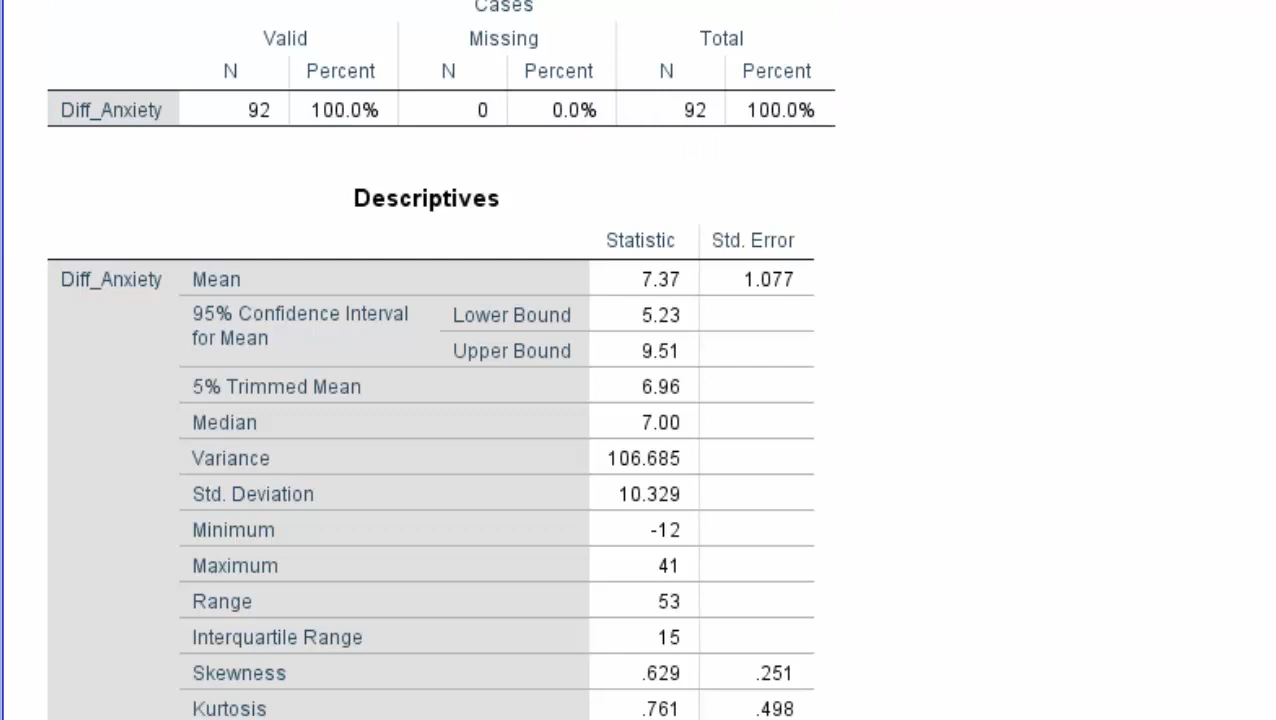 Cases
Valid Missing Total
N Percent N Percent N Percent
Diff_Anxiety 92 100.0% 0 0.0% 92 100.0%
Descriptives
Statistic Std. Error
Diff_Anxiety Mean 7.37 1.077
95% Confidence Interval for Mean Lower Bound 5.23
Upper Bound 9.51
5% Trimmed Mean 6.96
Median 7.00
Variance 106.685
Std. Deviation 10.329
Minimum -12
Maximum 41
Range 53
Interquartile Range 15
Skewness .629 .251
Kurtosis .761 .498